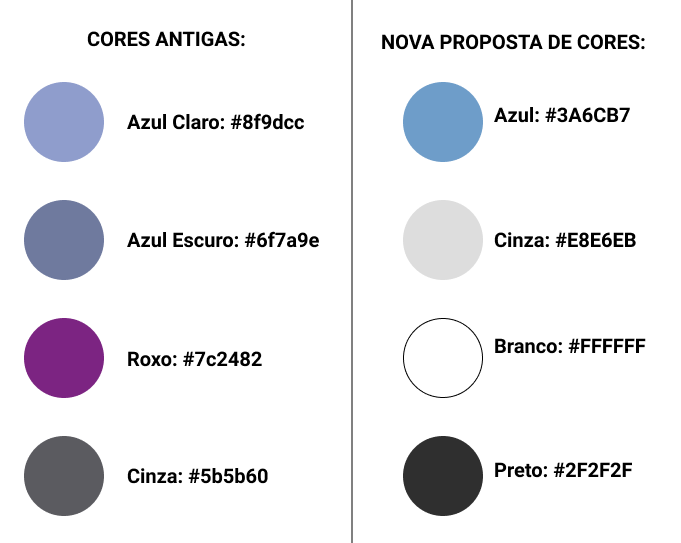 CORES ANTIGAS:
Azul Claro: #8f9dcc
Azul Escuro: #6f7a9e
Roxo: #7c2482
Cinza: #5b5b60
NOVA PROPOSTA DE CORES:
Azul: #3A6CB7
Cinza: #E8E6EB
Branco: #FFFFFF
Preto: #2F2F2F